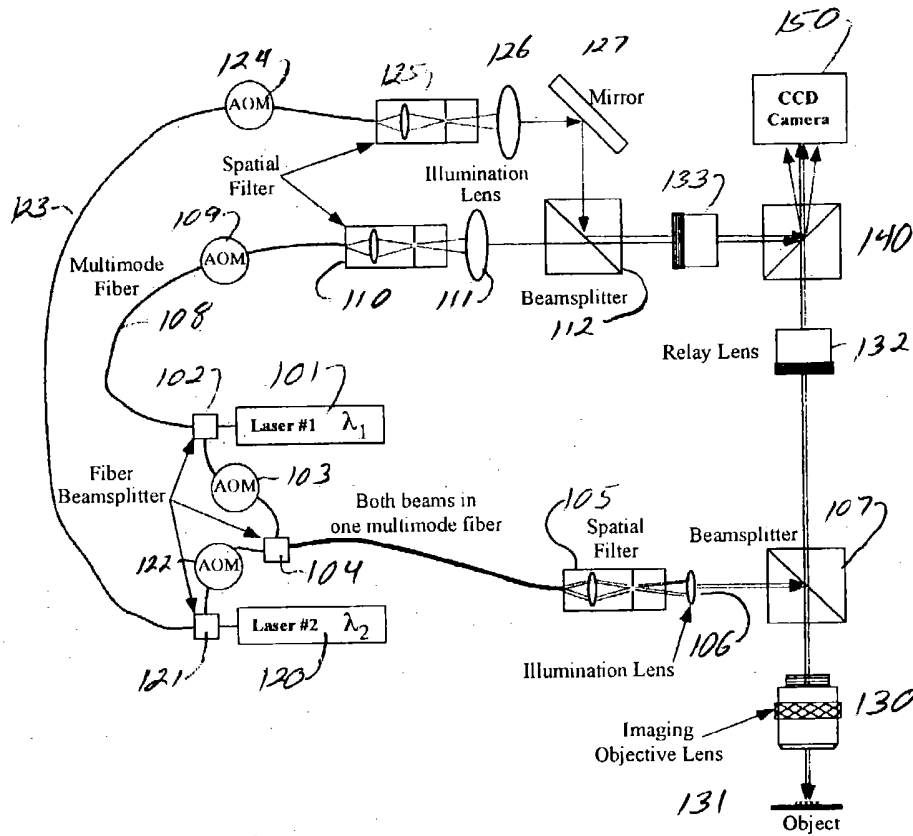 150
124
125
126
127
AOM
Mirror
CCD
Camera
Spatial
Filter
Illumination
Lens
123
109
133
AOM
140
Multimode
Fiber
110
111
Beamsplitter
112
108
Relay Lens
132
102
101
Laser #1 λ1
Fiber
Beamsplitter
AOM
103
Both beams in
one multimode fiber
105
Spatial
Filter
Beamsplitter
107
122
AOM
104
Laser #2 λ2
106
121
120
Illumination Lens
130
Imaging
Objective Lens
131
Object